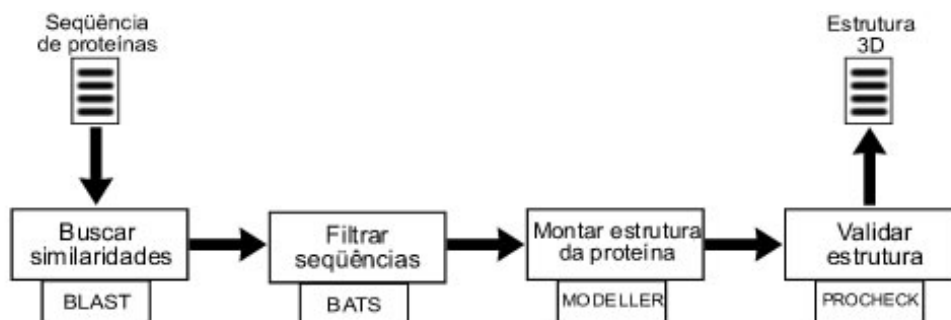 Seqüência
de proteínas
Estrutura
3D
Buscar
similaridades
BLAST
Filtrar
seqüências
BATS
Montar estrutura
da proteína
MODELLER
Validar
estrutura
PROCHECK